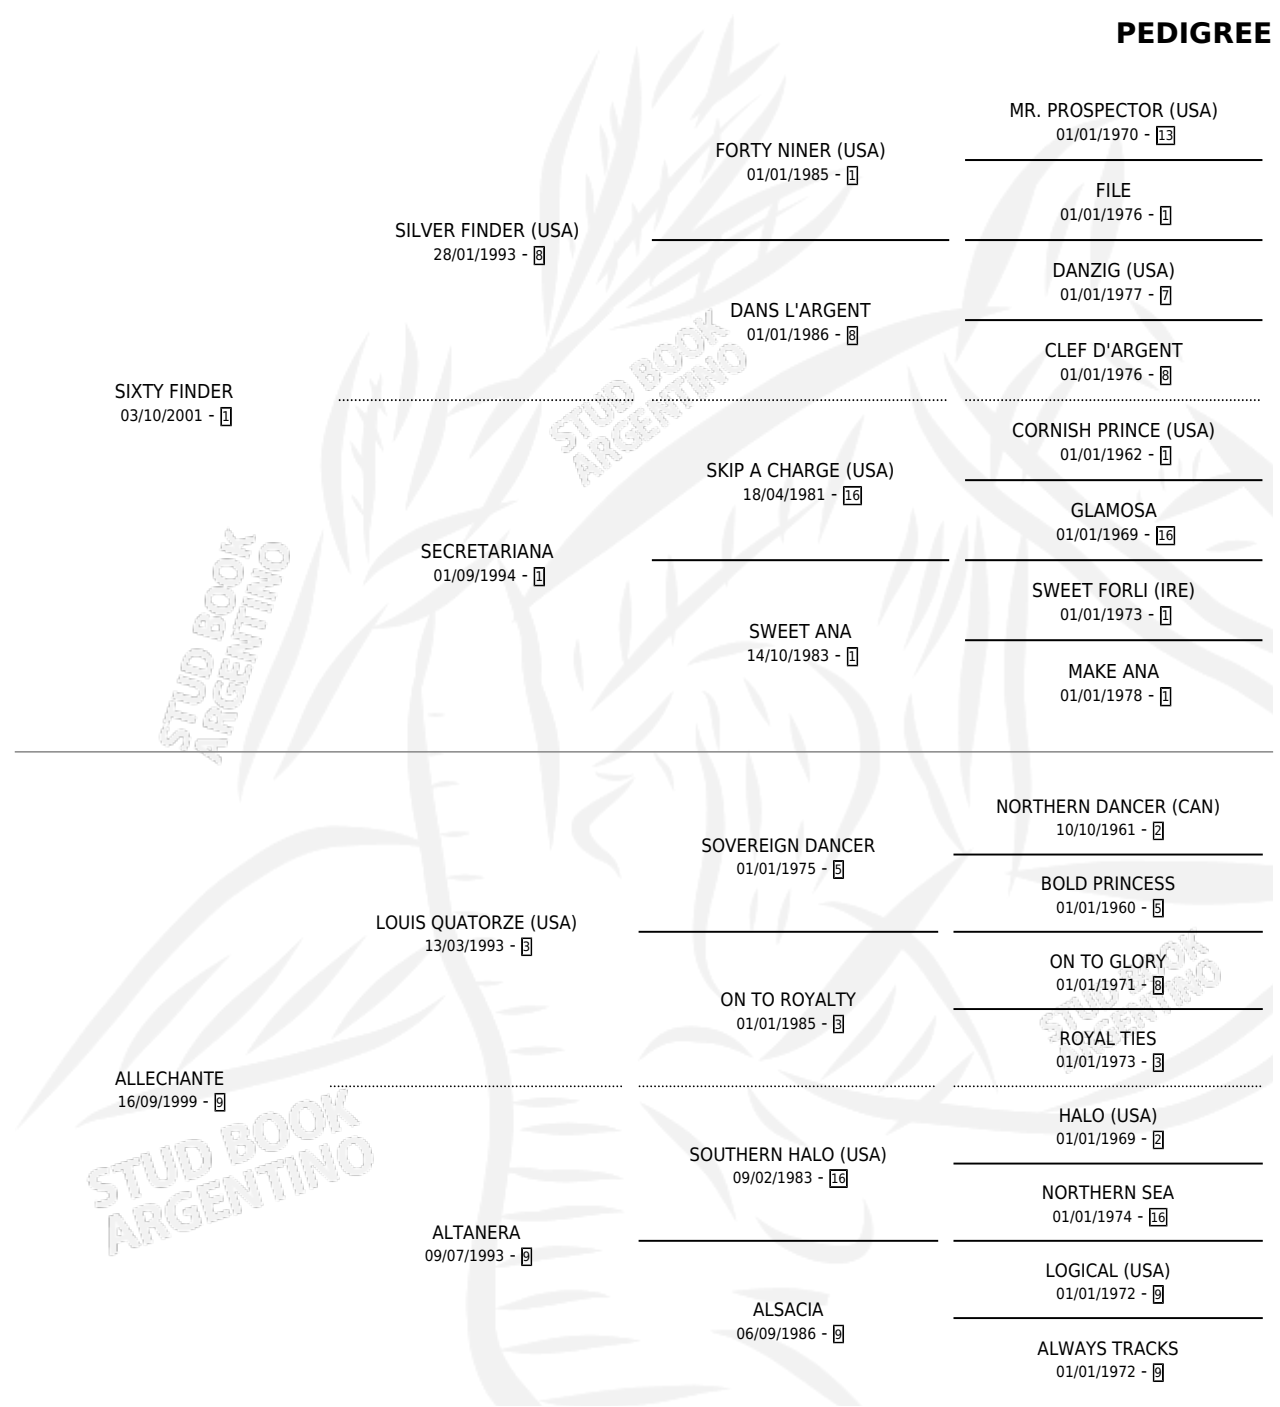 PEDIGREE
MR. PROSPECTOR (USA)
01/01/1970 - 13
FORTY NINER (USA)
01/01/1985 - 1
FILE
01/01/1976 - 1
SILVER FINDER (USA)
28/01/1993 - 8
DANZIG (USA)
01/01/1977 - 7
DANS L'ARGENT
01/01/1986 - 8
CLEF D'ARGENT
01/01/1976 - 8
SIXTY FINDER
03/10/2001 - 1
CORNISH PRINCE (USA)
01/01/1962 - 1
SKIP A CHARGE (USA)
18/04/1981 - 16
GLAMOSA
01/01/1969 - 16
SECRETARIANA
01/09/1994 - 1
SWEET FORLI (IRE)
01/01/1973 - 1
SWEET ANA
14/10/1983 - 1
MAKE ANA
01/01/1978 - 1
NORTHERN DANCER (CAN)
10/10/1961 - 2
SOVEREIGN DANCER
01/01/1975 - 5
BOLD PRINCESS
01/01/1960 - 5
LOUIS QUATORZE (USA)
13/03/1993 - 3
ON TO GLORY
01/01/1971 - 8
ON TO ROYALTY
01/01/1985 - 3
ROYAL TIES
01/01/1973 - 3
ALLECHANTE
16/09/1999 - 9
HALO (USA)
01/01/1969 - 2
SOUTHERN HALO (USA)
09/02/1983 - 16
NORTHERN SEA
01/01/1974 - 16
ALTANERA
09/07/1993 - 9
LOGICAL (USA)
01/01/1972 - 9
ALSACIA
06/09/1986 - 9
ALWAYS TRACKS
01/01/1972 - 9
STUD BOOK
ARGENTINO
STUD BOOK
ARGENTINO
STUD BOOK
ARGENTINO
STUD BOOK
ARGENTINO